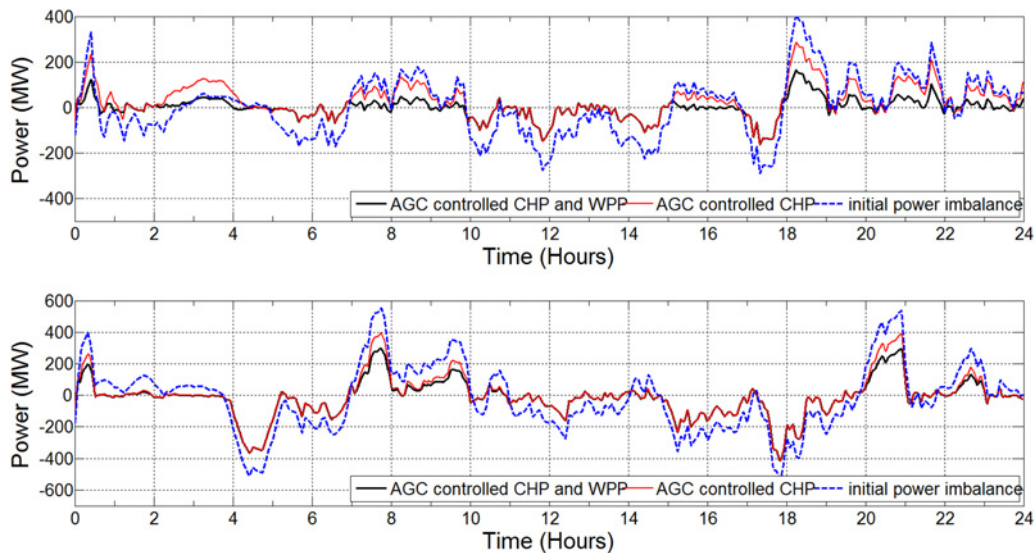 400
200
0
-200
-400
Power (MW)
AGC controlled CHP and WPP AGC controlled CHP initial power imbalance
0 2 4 6 8 10 12 14 16 18 20 22 24
Time (Hours)
600
400
200
0
-200
-400
-600
Power (MW)
AGC controlled CHP and WPP AGC controlled CHP initial power imbalance
0 2 4 6 8 10 12 14 16 18 20 22 24
Time (Hours)